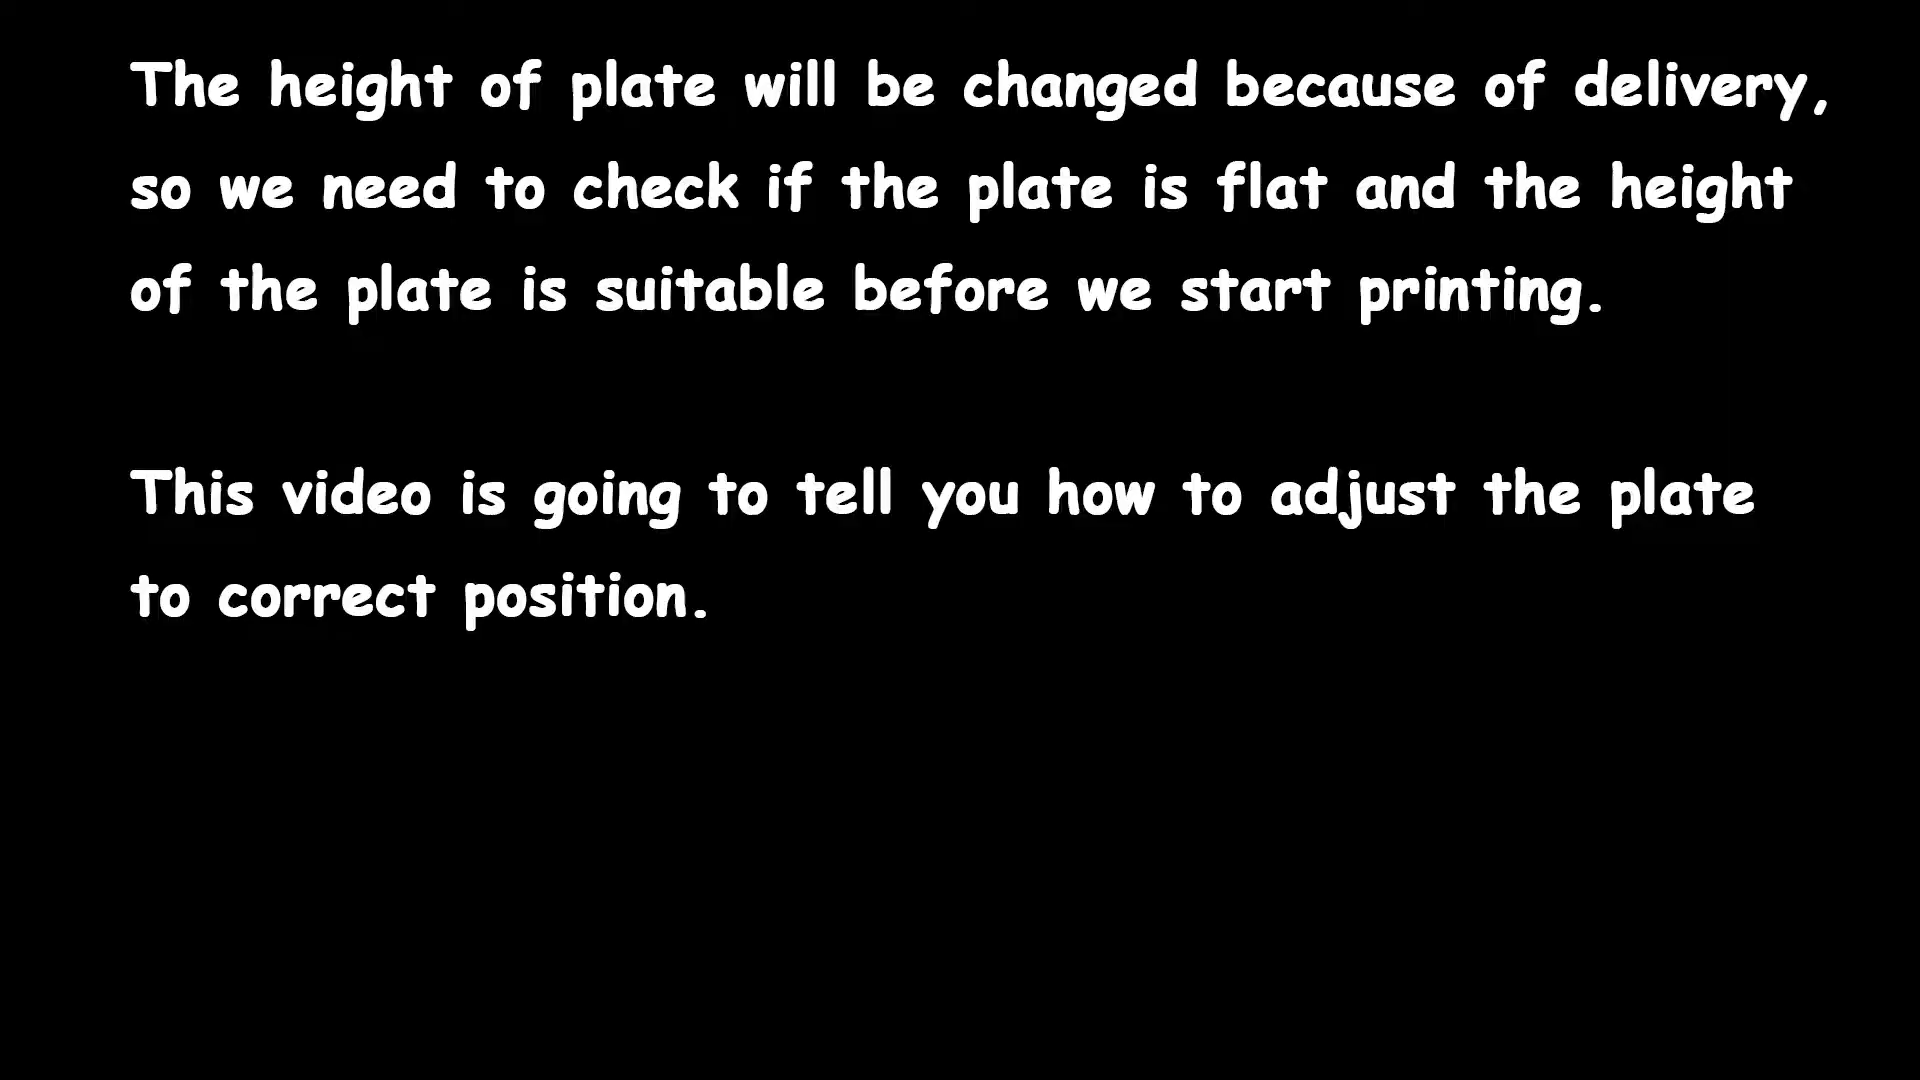 The height of plate will be changed because of delivery,
so we need to check if the plate is flat and the height
of the plate is suitable before we start printing.
This video is going to tell you how to adjust the plate
to correct position.